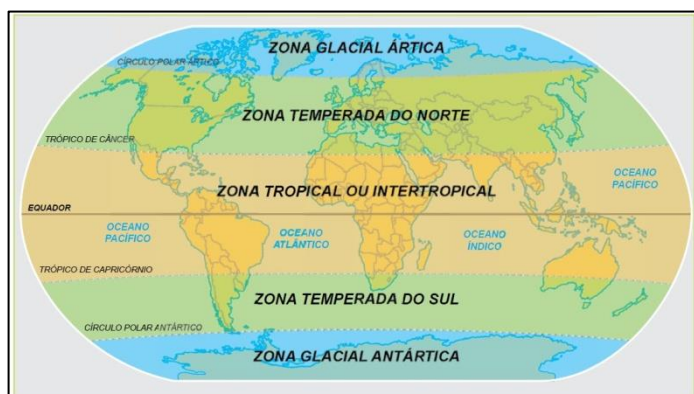 ZONA GLACIAL ÁRTICA
CÍRCULO POLAR ÁRTICO
ZONA TEMPERADA DO NORTE
TRÓPICO DE CÂNCER
OCEANO
PACÍFICO
ZONA TROPICAL OU INTERTROPICAL
EQUADOR
OCEANO
PACÍFICO
OCEANO
ATLÂNTICO
OCEANO
ÍNDICO
TRÓPICO DE CAPRICÓRNIO
ZONA TEMPERADA DO SUL
CÍRCULO POLAR ANTÁRTICO
ZONA GLACIAL ANTÁRTICA